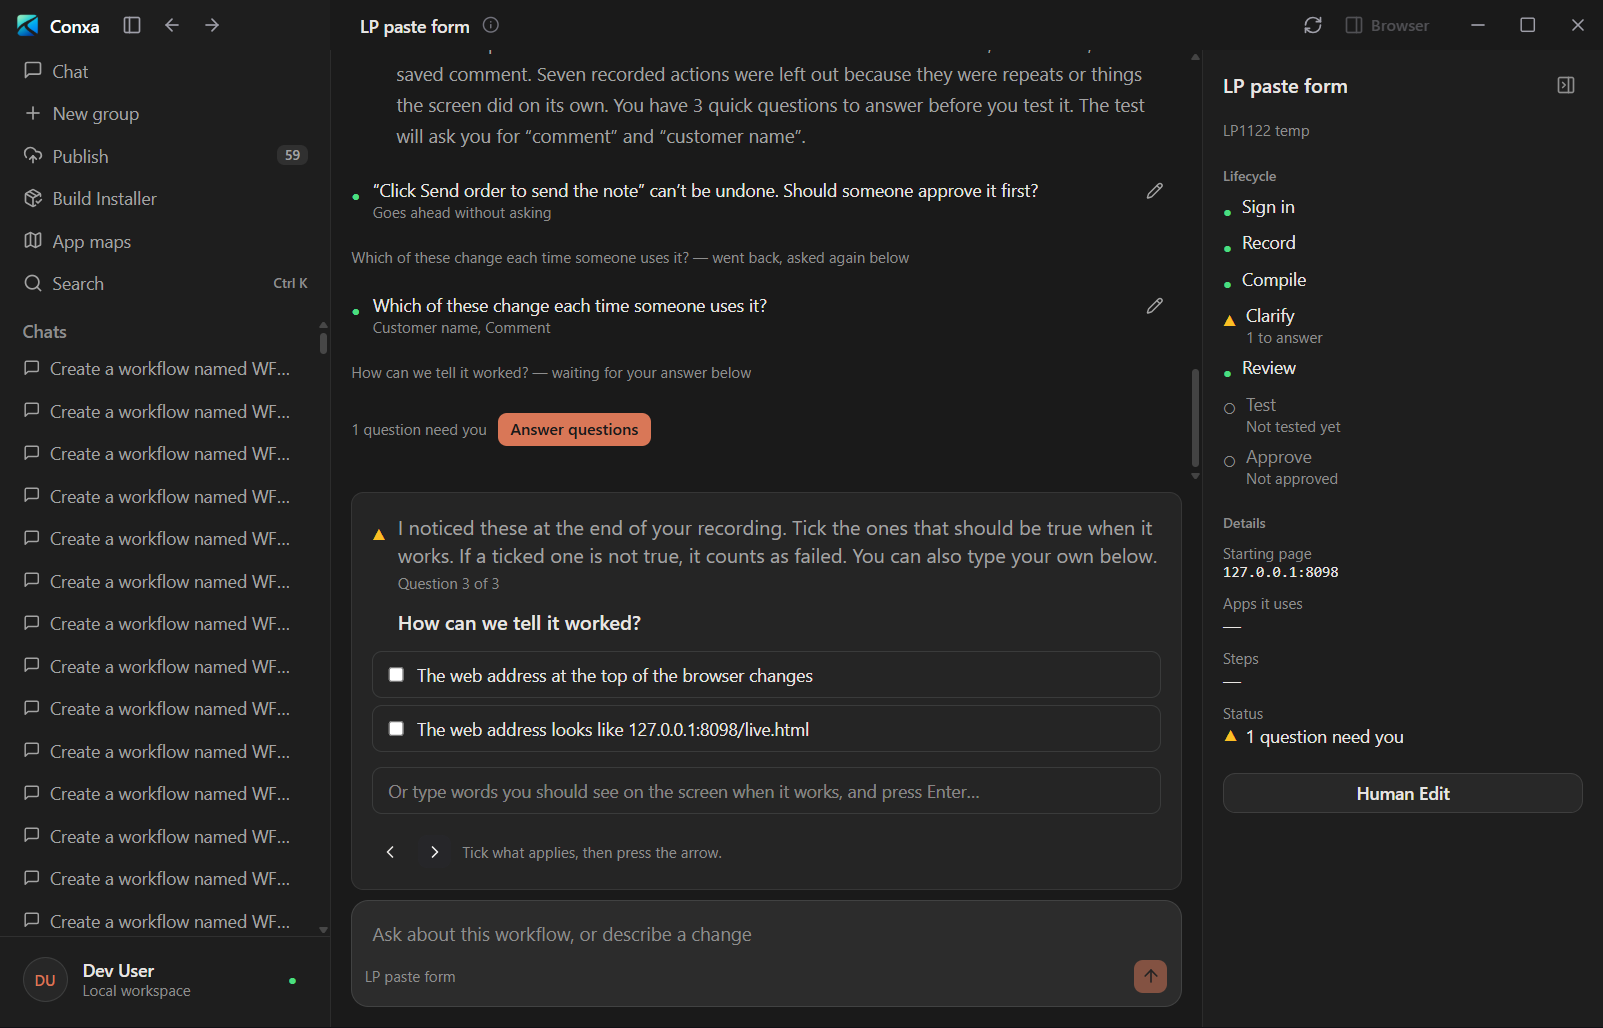 Conxa
LP paste form
Browser
Chat
New group
Publish
59
Build Installer
App maps
Search
Ctrl K
Chats
Create a workflow named WF...
Create a workflow named WF...
Create a workflow named WF...
Create a workflow named WF...
Create a workflow named WF...
Create a workflow named WF...
Create a workflow named WF...
Create a workflow named WF...
Create a workflow named WF...
Create a workflow named WF...
Create a workflow named WF...
Create a workflow named WF...
Create a workflow named WF...
Create a workflow named WF...
DU
Dev User
Local workspace
saved comment. Seven recorded actions were left out because they were repeats or things
the screen did on its own. You have 3 quick questions to answer before you test it. The test
will ask you for “comment” and “customer name”.
“Click Send order to send the note” can’t be undone. Should someone approve it first?
Goes ahead without asking
Which of these change each time someone uses it? — went back, asked again below
Which of these change each time someone uses it?
Customer name, Comment
How can we tell it worked? — waiting for your answer below
1 question need you
Answer questions
I noticed these at the end of your recording. Tick the ones that should be true when it
works. If a ticked one is not true, it counts as failed. You can also type your own below.
Question 3 of 3
How can we tell it worked?
The web address at the top of the browser changes
The web address looks like 127.0.0.1:8098/live.html
Or type words you should see on the screen when it works, and press Enter...
Tick what applies, then press the arrow.
Ask about this workflow, or describe a change
LP paste form
LP paste form
LP1122 temp
Lifecycle
Sign in
Record
Compile
Clarify
1 to answer
Review
Test
Not tested yet
Approve
Not approved
Details
Starting page
127.0.0.1:8098
Apps it uses
—
Steps
—
Status
1 question need you
Human Edit